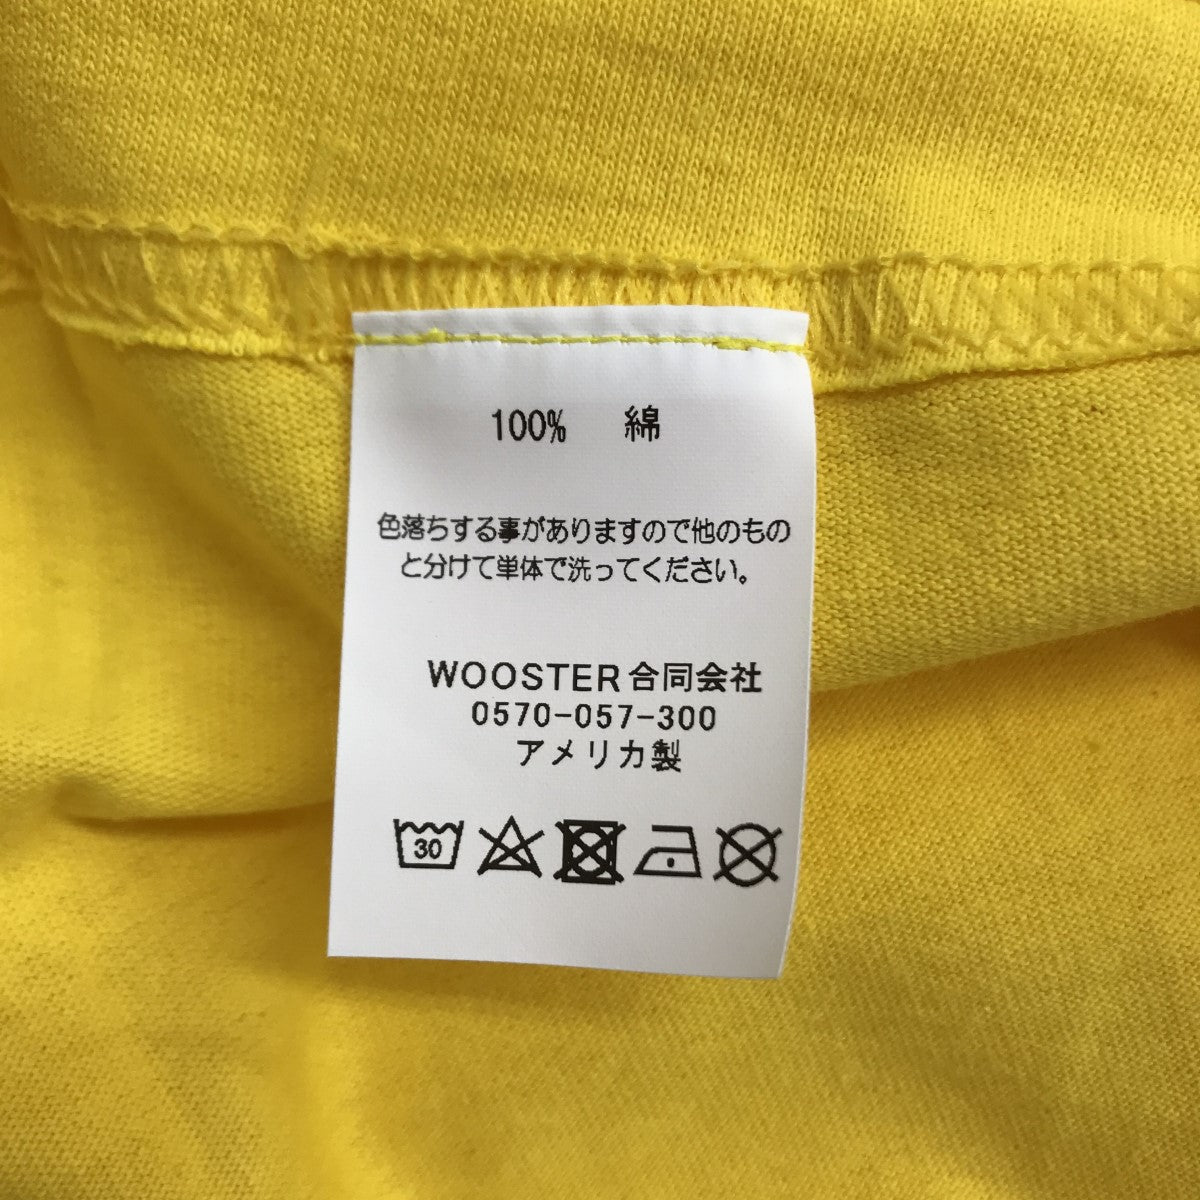 100% 綿
色落ちする事がありますので他のもの
と分けて単体で洗ってください。
WOOSTER合同会社
0570-057-300
アメリカ製
30